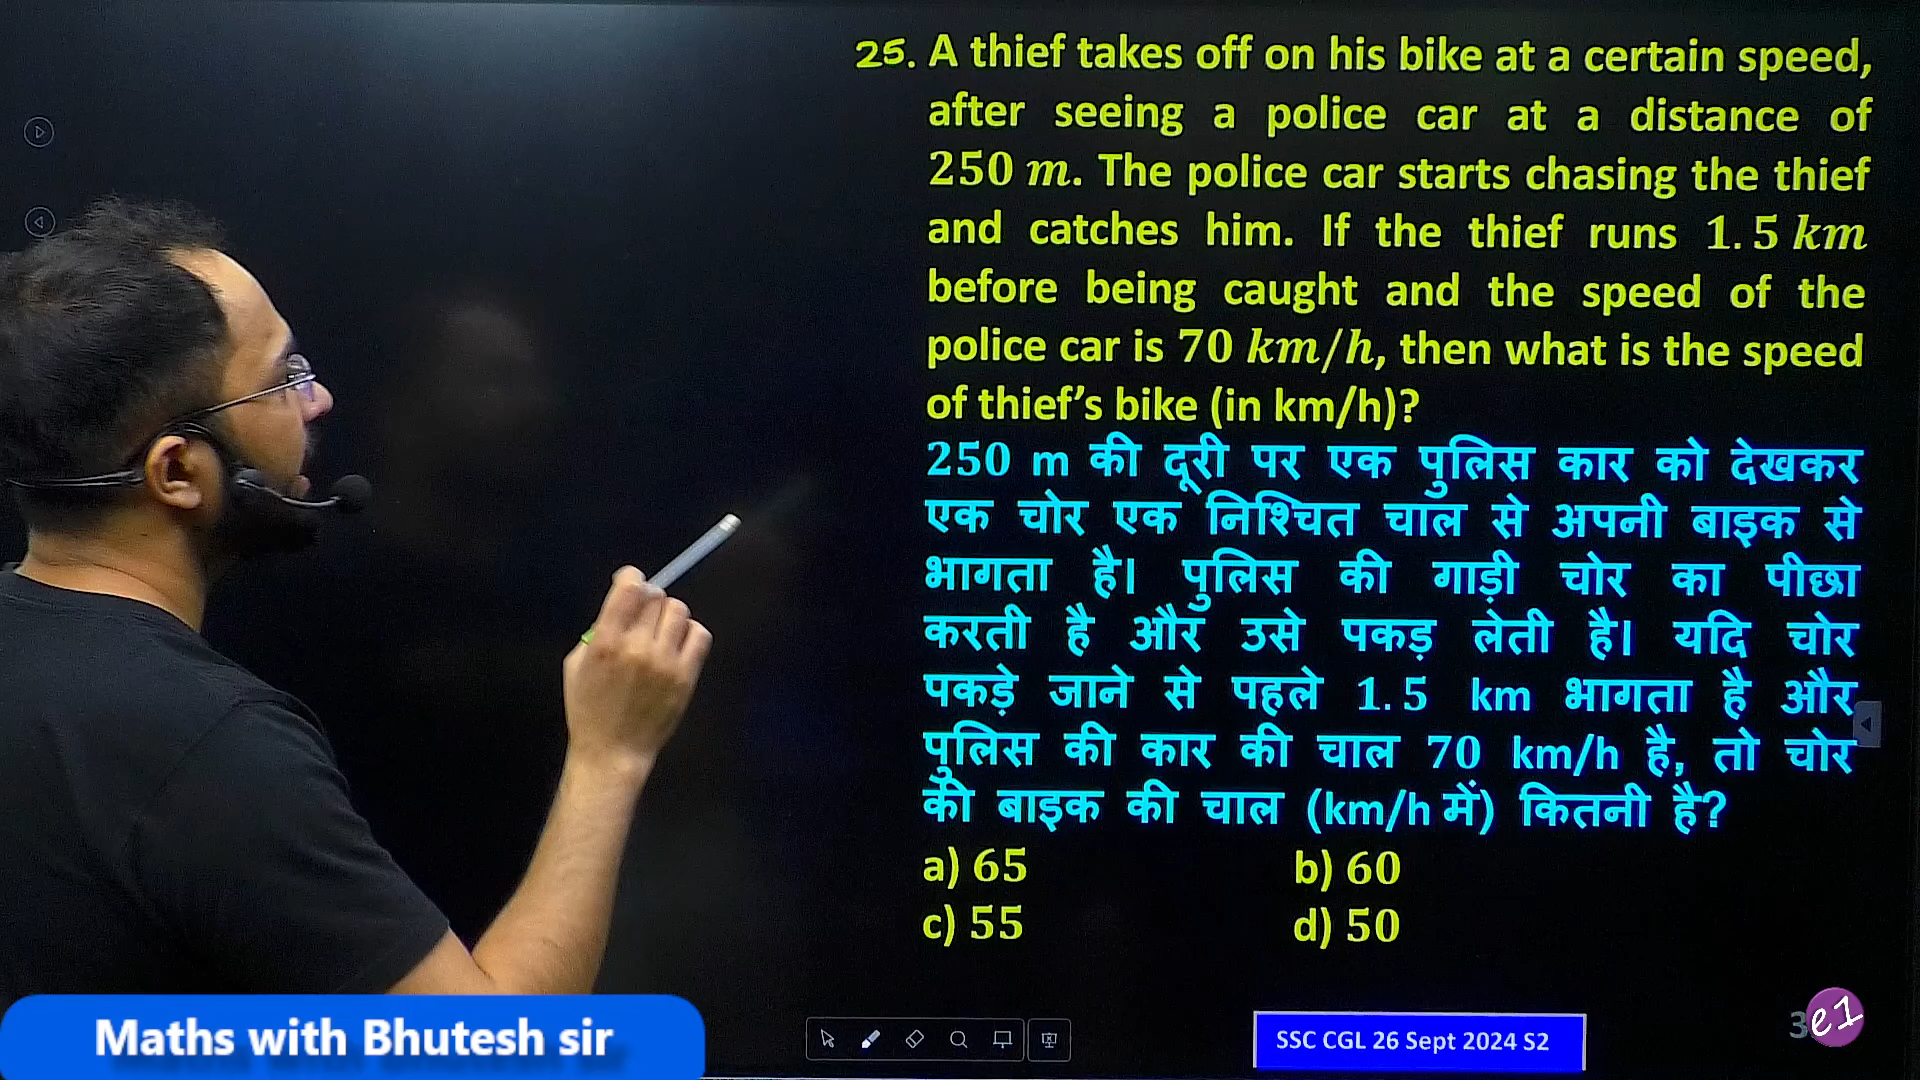 25. A thief takes off on his bike at a certain speed,
after seeing a police car at a distance of
250 m. The police car starts chasing the thief
and catches him. If the thief runs 1.5 km
before being caught and the speed of the
police car is 70 km/h, then what is the speed
of thief's bike (in km/h)?
250 m की दूरी पर एक पुलिस कार को देखकर
एक चोर एक निश्चित चाल से अपनी बाइक से
भागता है। पुलिस की गाड़ी चोर का पीछा
करती है और उसे पकड़ लेती है। यदि चोर
पकड़े जाने से पहले 1.5 km भागता है और
पुलिस की कार की चाल 70 km/h है, तो चोर
की बाइक की चाल (km/h में) कितनी है?
a) 65 b) 60
c) 55 d) 50
Maths with Bhutesh sir
SSC CGL 26 Sept 2024 S2
e1